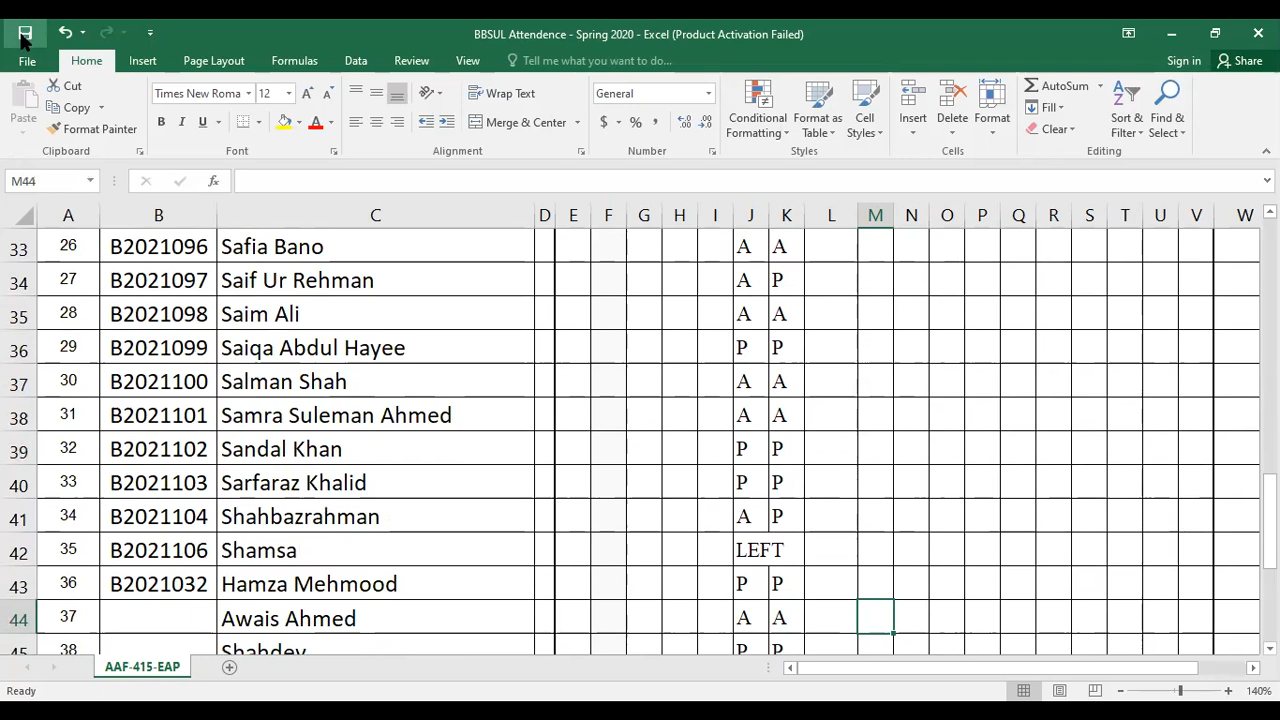 BBSUL Attendence - Spring 2020 - Excel (Product Activation Failed)
File Home Insert Page Layout Formulas Data Review View Tell me what you want to do... Sign in Share
Paste Cut Copy Format Painter Clipboard
Times New Roma 12 B I U A Font
Wrap Text Merge & Center Alignment
General $ % , Number
Conditional Formatting Format as Table Cell Styles Styles
Insert Delete Format Cells
AutoSum Fill Clear Sort & Filter Find & Select Editing
M44 fx
A B C D E F G H I J K L M N O P Q R S T U V W
33 26 B2021096 Safia Bano A A
34 27 B2021097 Saif Ur Rehman A P
35 28 B2021098 Saim Ali A A
36 29 B2021099 Saiqa Abdul Hayee P P
37 30 B2021100 Salman Shah A A
38 31 B2021101 Samra Suleman Ahmed A A
39 32 B2021102 Sandal Khan P P
40 33 B2021103 Sarfaraz Khalid P P
41 34 B2021104 Shahbazrahman A P
42 35 B2021106 Shamsa LEFT
43 36 B2021032 Hamza Mehmood P P
44 37 Awais Ahmed A A
45 38 Shahdev P P
AAF-415-EAP
Ready 140%